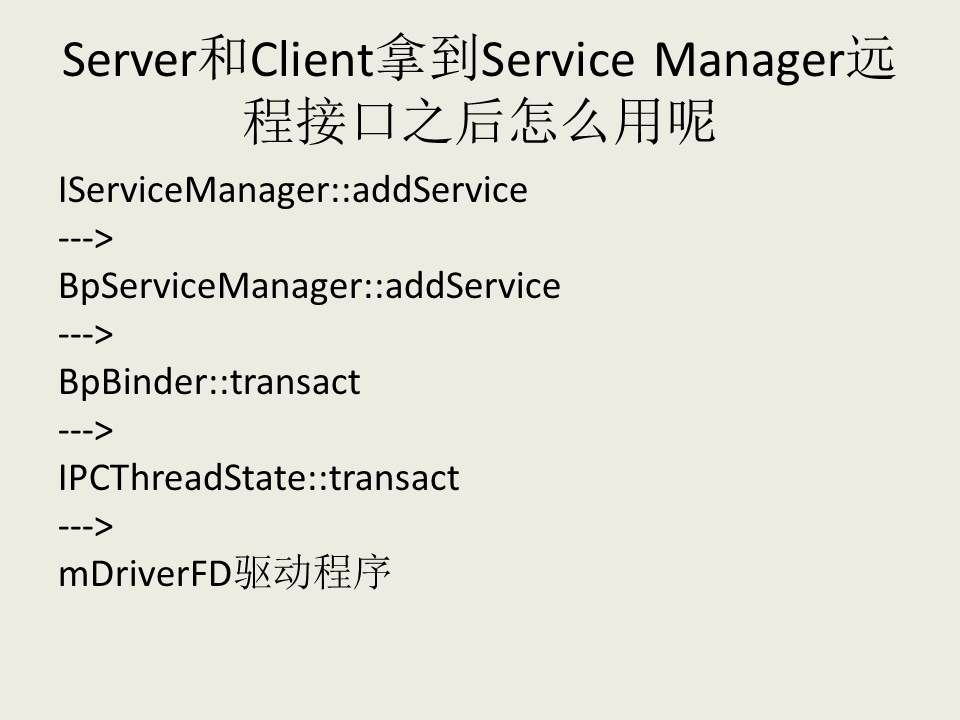 Server和Client拿到Service Manager远
程接口之后怎么用呢
IServiceManager::addService
--->
BpServiceManager::addService
--->
BpBinder::transact
--->
IPCThreadState::transact
--->
mDriverFD驱动程序